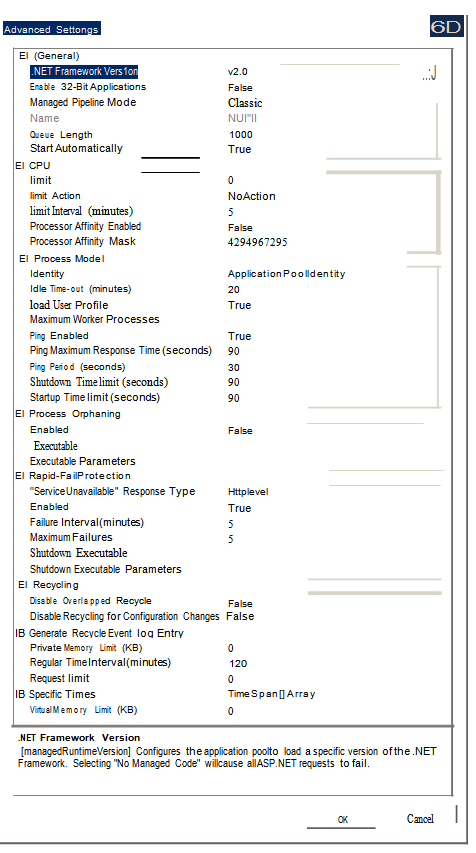 Advanced Settongs
6D
EI (General)
.NET Framework Vers1on v2.0
...:J
Enable 32-Bit Applications False
Managed Pipeline Mode Classic
Name NUI"II
Queue Length 1000
Start Automatically True
EI CPU
limit 0
limit Action NoAction
limit Interval (minutes) 5
Processor Affinity Enabled False
Processor Affinity Mask 4294967295
EI Process Model
Identity ApplicationPoolIdentity
Idle Time-out (minutes) 20
load User Profile True
Maximum Worker Processes
Ping Enabled True
Ping Maximum Response Time (seconds) 90
Ping Period (seconds) 30
Shutdown Time limit (seconds) 90
Startup Time limit (seconds) 90
EI Process Orphaning
Enabled False
Executable
Executable Parameters
EI Rapid-FailProtection
"ServiceUnavailable" Response Type Httplevel
Enabled True
Failure Interval(minutes) 5
Maximum Failures 5
Shutdown Executable
Shutdown Executable Parameters
EI Recycling
Disable Overlapped Recycle False
Disable Recycling for Configuration Changes False
IB Generate Recycle Event log Entry
Private Memory Limit (KB) 0
Regular TimeInterval(minutes) 120
Request limit 0
IB Specific Times TimeSpan[] Array
Virtual Memory Limit (KB) 0
.NET Framework Version
[managedRuntimeVersion] Configures the application poolto load a specific version of the .NET
Framework. Selecting "No Managed Code" willcause allASP.NET requests to fail.
OK Cancel